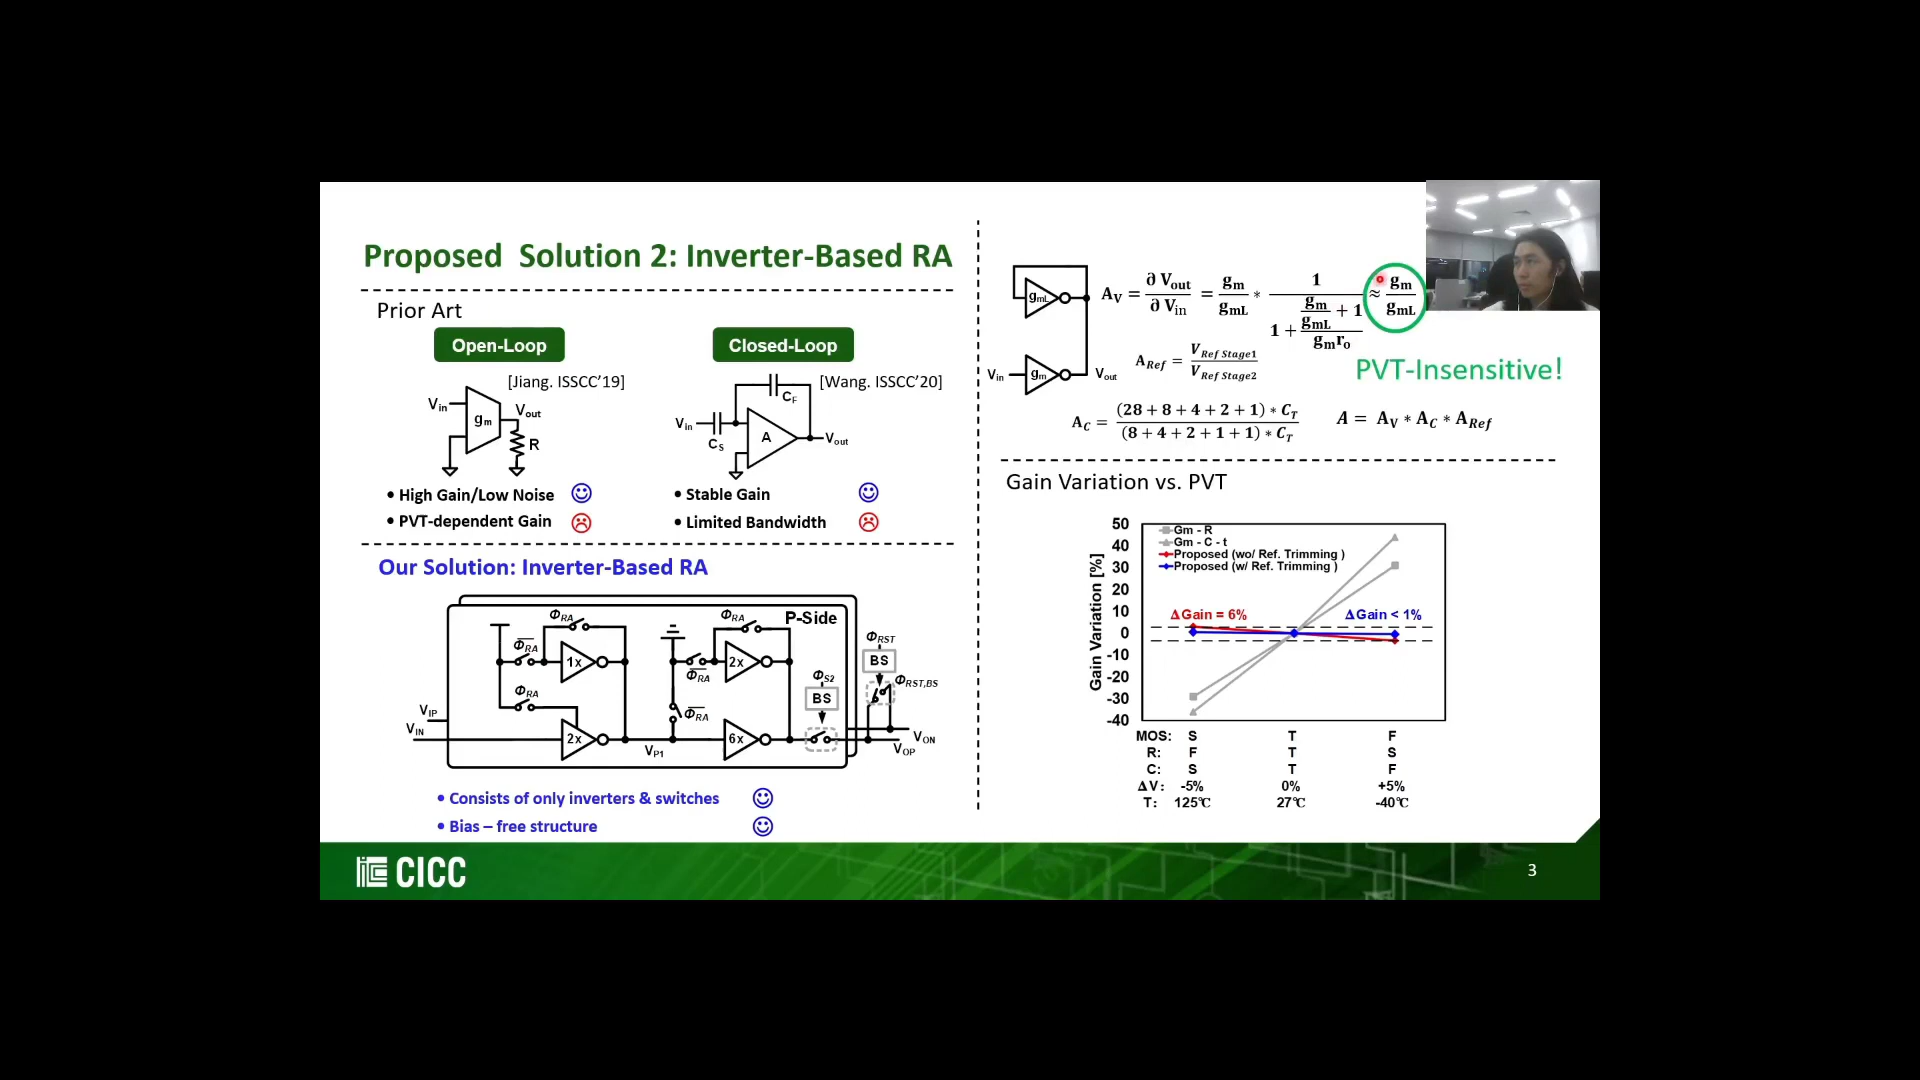 Proposed Solution 2: Inverter-Based RA
Prior Art
Open-Loop
[Jiang. ISSCC'19]
Vin
gm
Vout
R
• High Gain/Low Noise
• PVT-dependent Gain
Closed-Loop
[Wang. ISSCC'20]
Vin
CS
CF
A
Vout
• Stable Gain
• Limited Bandwidth
Our Solution: Inverter-Based RA
P-Side
ΦRA
ΦRA
ΦRA
1x
2x
ΦRA
ΦRA
ΦRA
2x
6x
VP1
VIP
VIN
ΦS2
BS
ΦRST
BS
ΦRST,BS
VON
VOP
• Consists of only inverters & switches
• Bias – free structure
gmL
Vin
gm
Vout
AV = ∂ Vout / ∂ Vin = gm / gmL * 1 / (1 + (gm / gmL + 1) / gm ro) ≈ gm / gmL
ARef = VRef Stage1 / VRef Stage2
PVT-Insensitive!
AC = (28 + 8 + 4 + 2 + 1) * CT / (8 + 4 + 2 + 1 + 1) * CT
A = AV * AC * ARef
Gain Variation vs. PVT
Gain Variation [%]
50
40
30
20
10
0
-10
-20
-30
-40
Gm - R
Gm - C - t
Proposed (wo/ Ref. Trimming )
Proposed (w/ Ref. Trimming )
ΔGain = 6%
ΔGain < 1%
MOS: S T F
R: F T S
C: S T F
ΔV: -5% 0% +5%
T: 125℃ 27℃ -40℃
CICC
3